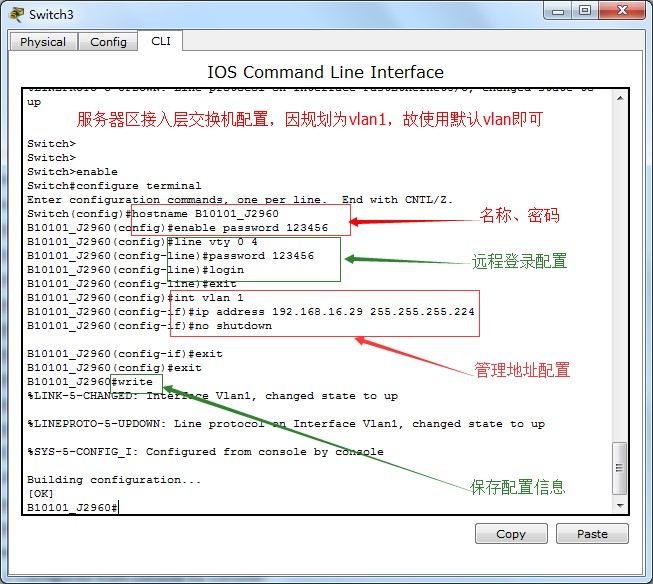 Switch3
Physical Config CLI
IOS Command Line Interface
up
服务器区接入层交换机配置，因规划为vlan1，故使用默认vlan即可
Switch>
Switch>
Switch>enable
Switch#configure terminal
Enter configuration commands, one per line.  End with CNTL/Z.
Switch(config)#hostname B10101_J2960
B10101_J2960(config)#enable password 123456
名称、密码
B10101_J2960(config)#line vty 0 4
B10101_J2960(config-line)#password 123456
B10101_J2960(config-line)#login
远程登录配置
B10101_J2960(config-line)#exit
B10101_J2960(config)#int vlan 1
B10101_J2960(config-if)#ip address 192.168.16.29 255.255.255.224
B10101_J2960(config-if)#no shutdown
管理地址配置
B10101_J2960(config-if)#exit
B10101_J2960(config)#exit
B10101_J2960#write
%LINK-5-CHANGED: Interface Vlan1, changed state to up
%LINEPROTO-5-UPDOWN: Line protocol on Interface Vlan1, changed state to up
%SYS-5-CONFIG_I: Configured from console by console
保存配置信息
Building configuration...
[OK]
B10101_J2960#
Copy Paste